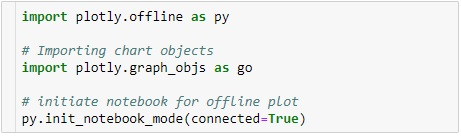 import plotly.offline as py
# Importing chart objects
import plotly.graph_objs as go
# initiate notebook for offline plot
py.init_notebook_mode(connected=True)